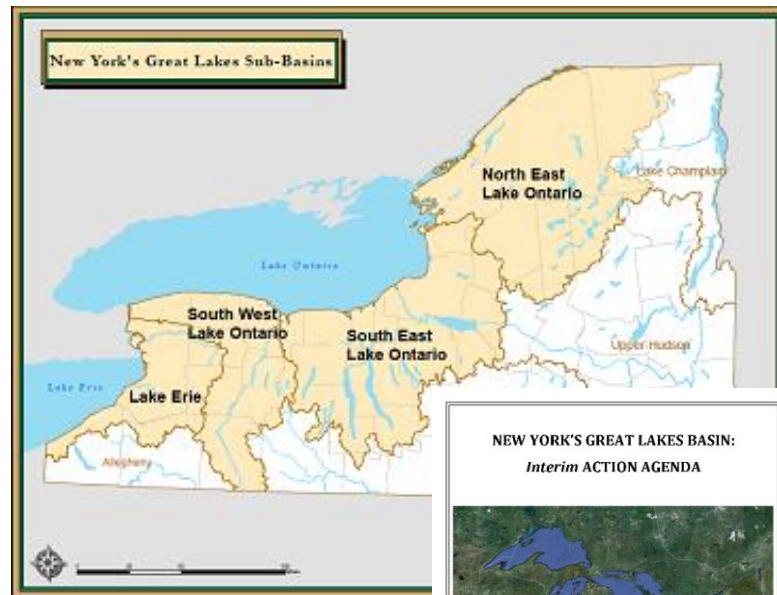 New York's Great Lakes Sub-Basins
North East
Lake Ontario
Lake Champlain
Lake Ontario
South West
Lake Ontario
South East
Lake Ontario
Upper Hudson
Lake Erie
Lake Erie
Allegheny
NEW YORK'S GREAT LAKES BASIN:
Interim ACTION AGENDA